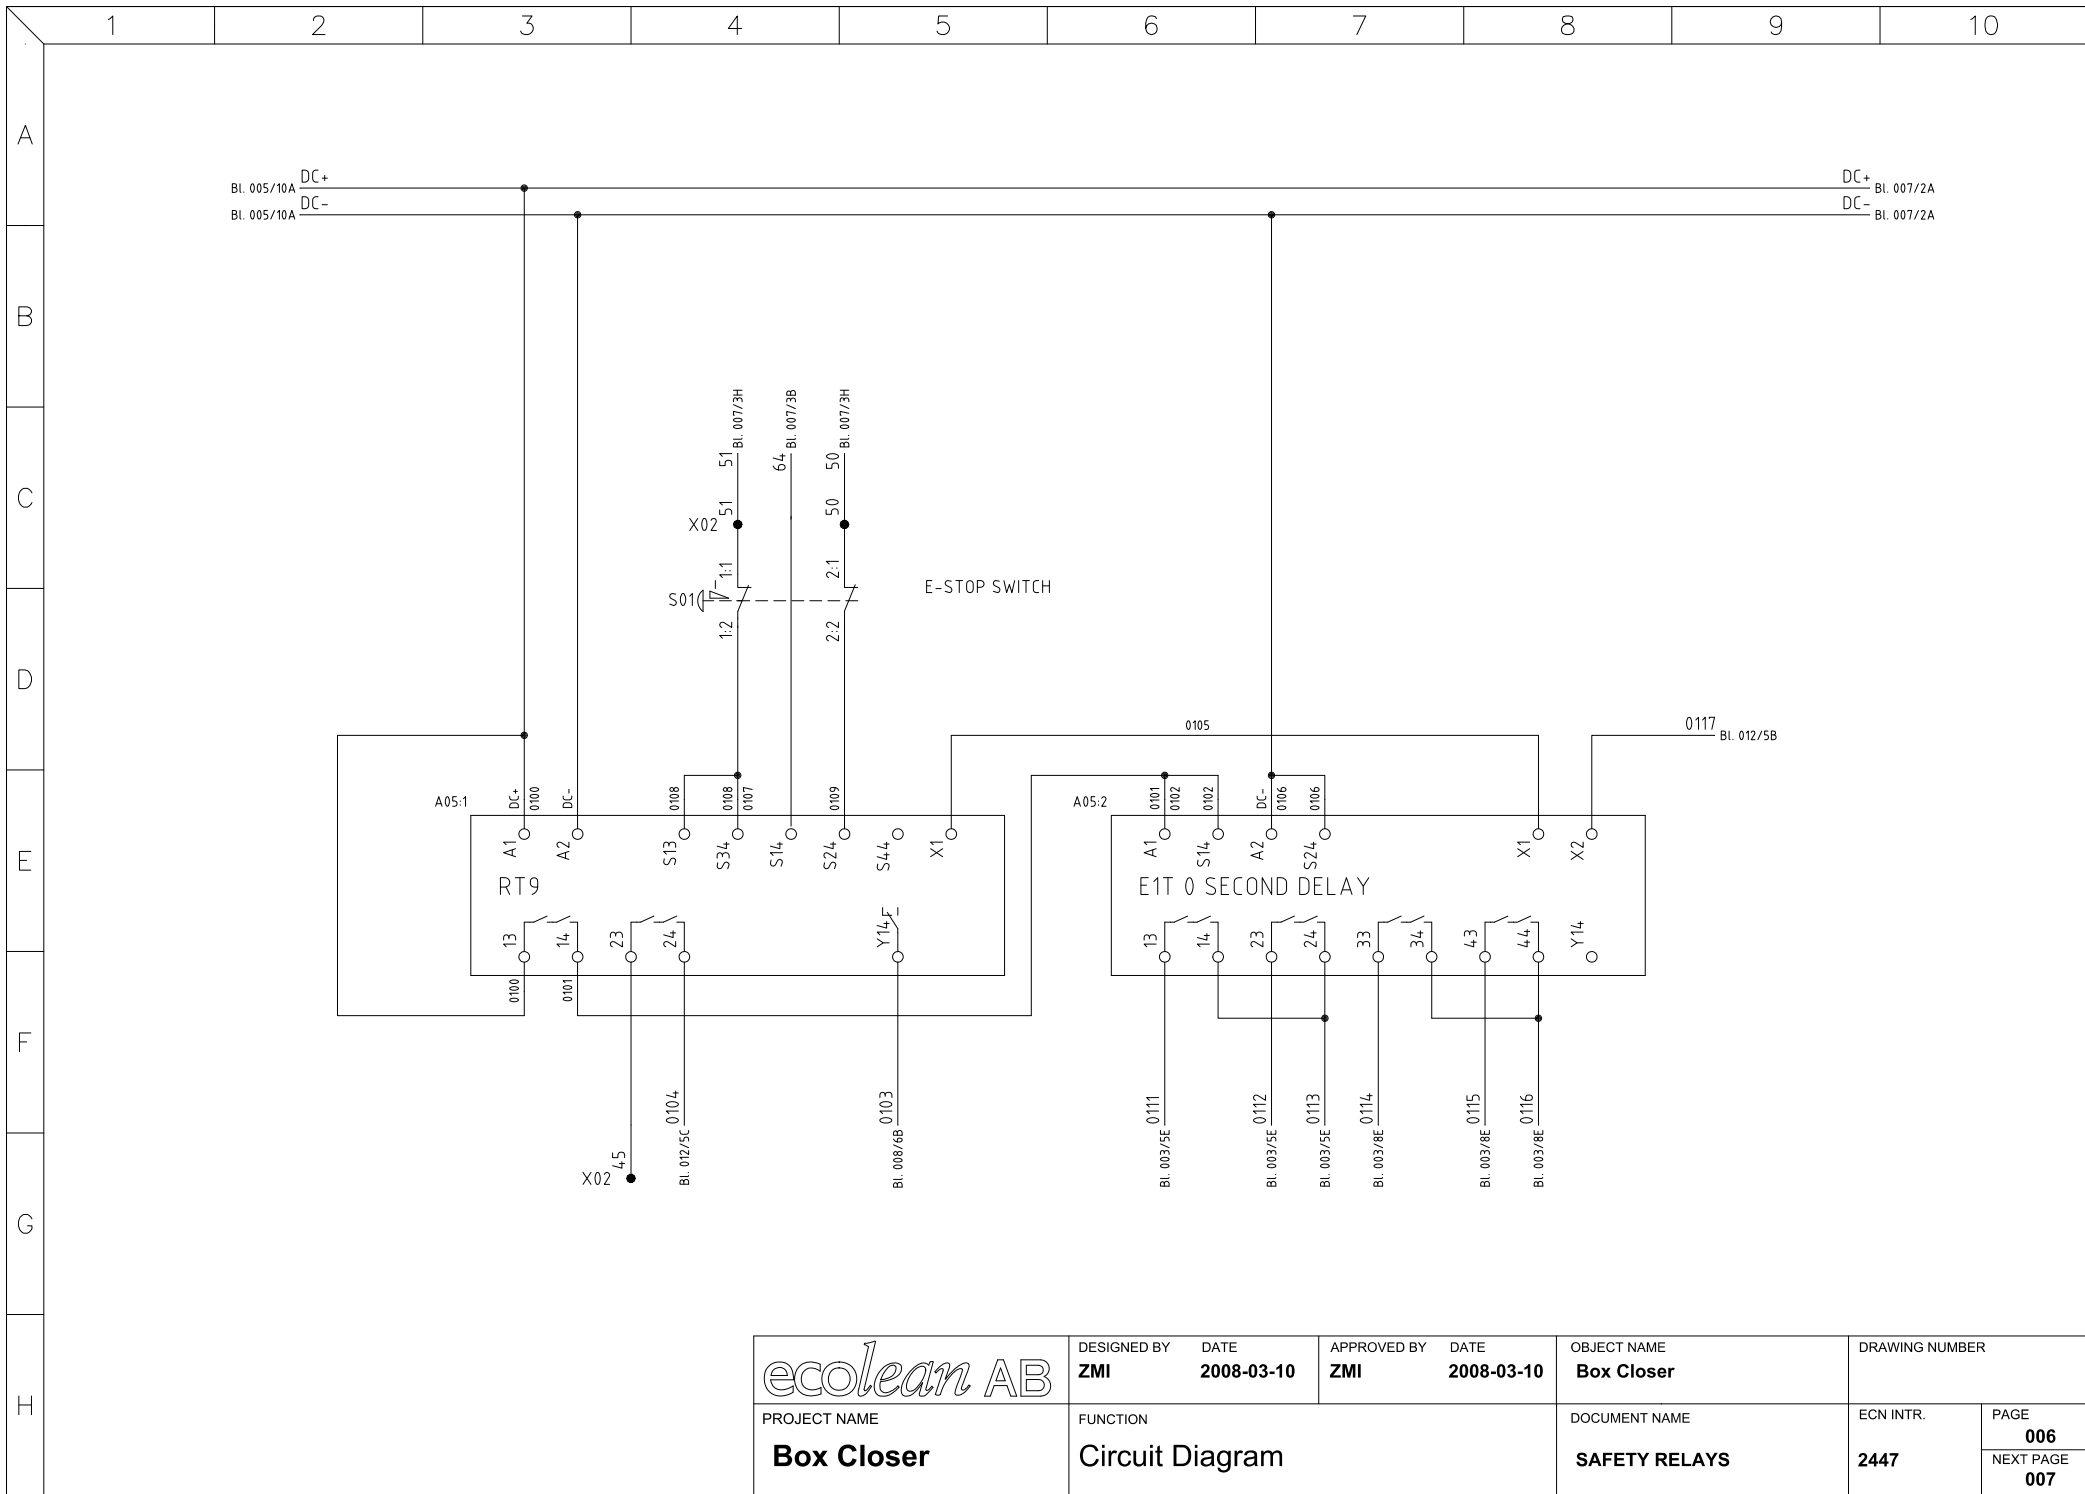 1 2 3 4 5 6 7 8 9 10
A
DC+
Bl. 005/10A
DC-
Bl. 005/10A
DC+
Bl. 007/2A
DC-
Bl. 007/2A
B
C
51 Bl. 007/3H
64 Bl. 007/3B
50 Bl. 007/3H
X02 51
50
1:1
2:1
S01
E-STOP SWITCH
1:2
2:2
D
0105
0117
Bl. 012/5B
A05:1
DC+ 0100
DC-
0108
0108 0107
0109
A05:2
0101 0102
0102
DC- 0106
0106
E
A1 A2 S13 S34 S14 S24 S44 X1
RT9
13 14 23 24 Y14
A1 S14 A2 S24 X1 X2
E1T 0 SECOND DELAY
13 14 23 24 33 34 43 44 Y14
0100
0101
F
0104 Bl. 012/5C
0103 Bl. 008/6B
0111 Bl. 003/5E
0112 Bl. 003/5E
0113 Bl. 003/5E
0114 Bl. 003/8E
0115 Bl. 003/8E
0116 Bl. 003/8E
X02 45
G
H
ecolean AB
DESIGNED BY DATE
ZMI 2008-03-10
APPROVED BY DATE
ZMI 2008-03-10
OBJECT NAME
Box Closer
DRAWING NUMBER
PROJECT NAME
Box Closer
FUNCTION
Circuit Diagram
DOCUMENT NAME
SAFETY RELAYS
ECN INTR.
2447
PAGE
006
NEXT PAGE
007